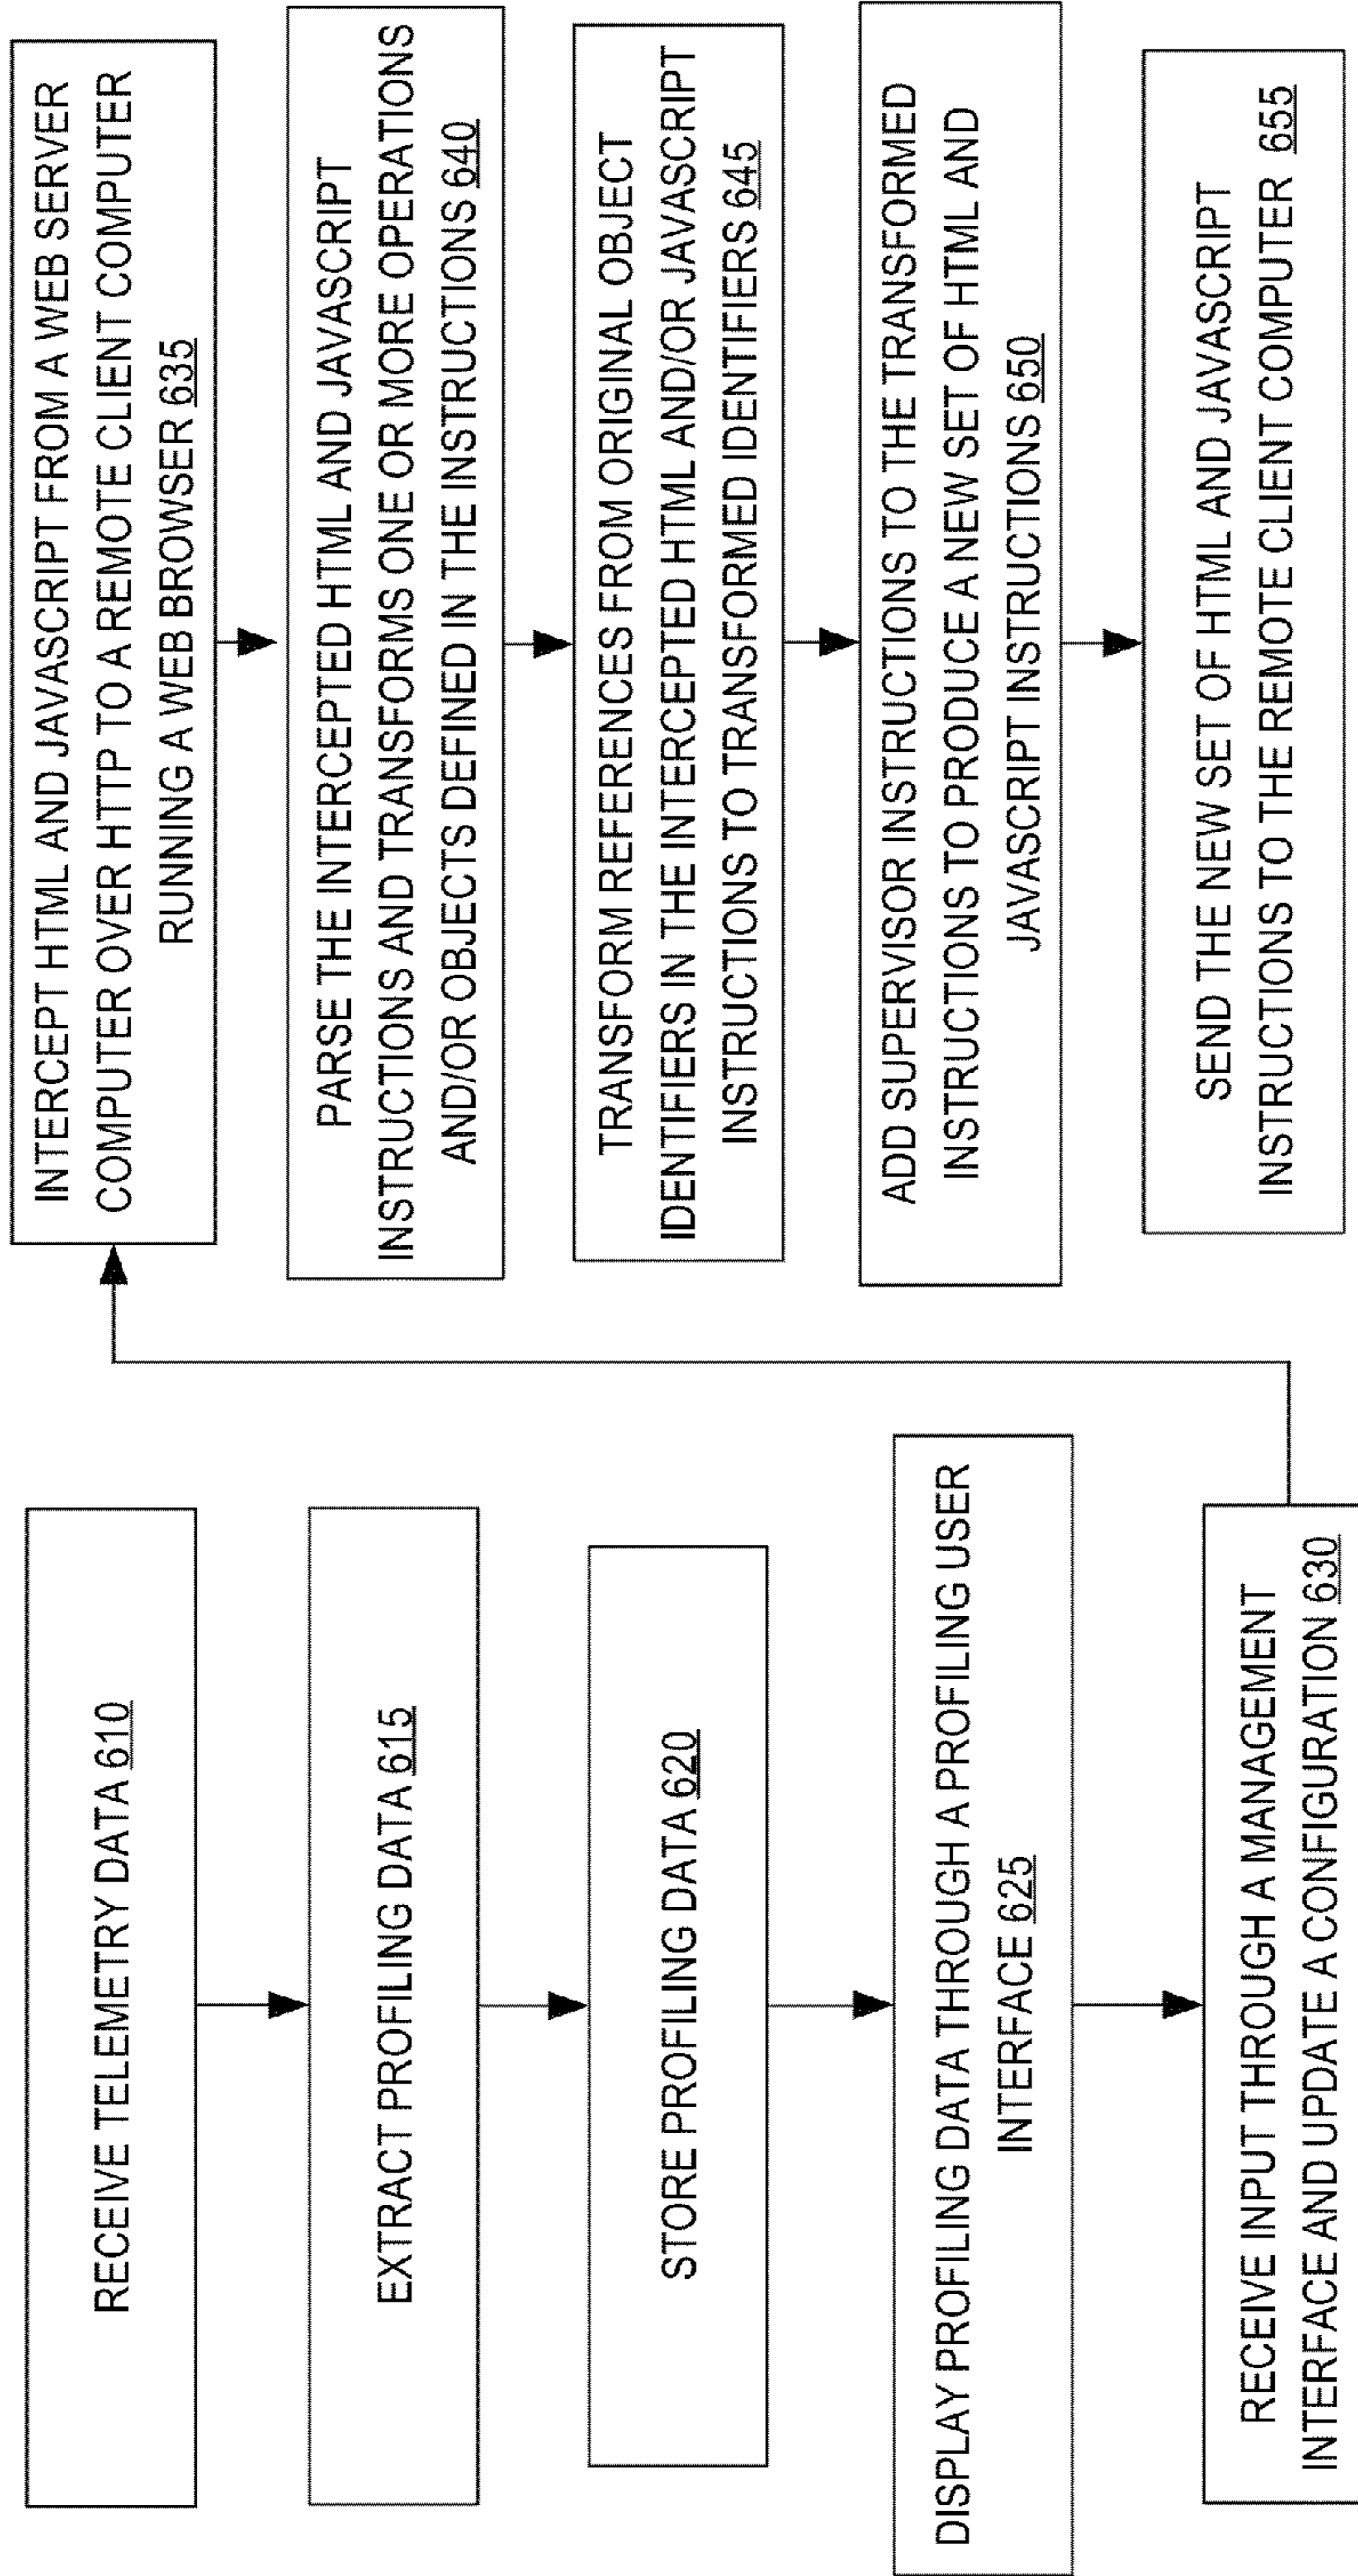 RECEIVE TELEMETRY DATA 610
EXTRACT PROFILING DATA 615
STORE PROFILING DATA 620
DISPLAY PROFILING DATA THROUGH A PROFILING USER
INTERFACE 625
RECEIVE INPUT THROUGH A MANAGEMENT
INTERFACE AND UPDATE A CONFIGURATION 630
INTERCEPT HTML AND JAVASCRIPT FROM A WEB SERVER
COMPUTER OVER HTTP TO A REMOTE CLIENT COMPUTER
RUNNING A WEB BROWSER 635
PARSE THE INTERCEPTED HTML AND JAVASCRIPT
INSTRUCTIONS AND TRANSFORMS ONE OR MORE OPERATIONS
AND/OR OBJECTS DEFINED IN THE INSTRUCTIONS 640
TRANSFORM REFERENCES FROM ORIGINAL OBJECT
IDENTIFIERS IN THE INTERCEPTED HTML AND/OR JAVASCRIPT
INSTRUCTIONS TO TRANSFORMED IDENTIFIERS 645
ADD SUPERVISOR INSTRUCTIONS TO THE TRANSFORMED
INSTRUCTIONS TO PRODUCE A NEW SET OF HTML AND
JAVASCRIPT INSTRUCTIONS 650
SEND THE NEW SET OF HTML AND JAVASCRIPT
INSTRUCTIONS TO THE REMOTE CLIENT COMPUTER 655